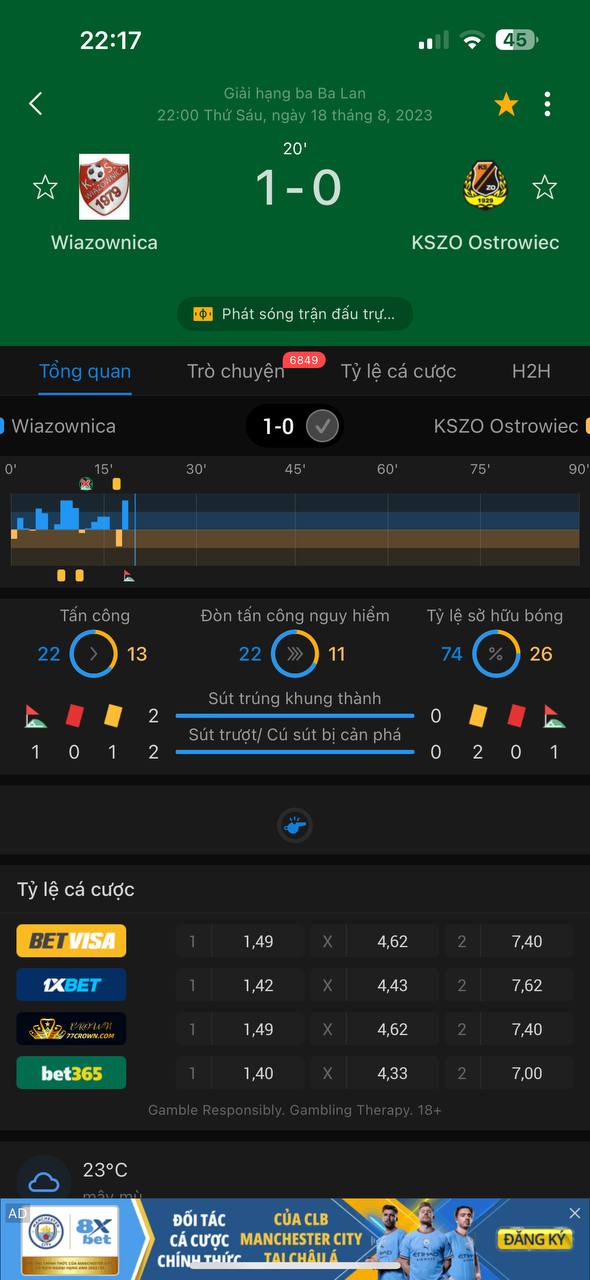 22:17
45
Giải hạng ba Ba Lan
22:00 Thứ Sáu, ngày 18 tháng 8, 2023
20'
1-0
Wiazownica
KSZO Ostrowiec
1979
KS
ZO
1929
Phát sóng trận đấu trự...
Tổng quan
Trò chuyện
6849
Tỷ lệ cá cược
H2H
Wiazownica
1-0
KSZO Ostrowiec
0' 15' 30' 45' 60' 75' 90'
Tấn công
Đòn tấn công nguy hiểm
Tỷ lệ sở hữu bóng
22 13 22 11 74 % 26
Sút trúng khung thành
2 0
Sút trượt/ Cú sút bị cản phá
1 0 1 2 0 2 0 1
Tỷ lệ cá cược
BETVISA 1 1,49 X 4,62 2 7,40
1XBET 1 1,42 X 4,43 2 7,62
CROWN
77CROWN.COM
1 1,49 X 4,62 2 7,40
bet365 1 1,40 X 4,33 2 7,00
Gamble Responsibly. Gambling Therapy. 18+
23°C
mây mù
AD
8X
bet
ĐỐI TÁC
CÁ CƯỢC
CHÍNH THỨC
CỦA CLB
MANCHESTER CITY
TẠI CHÂU Á
ĐĂNG KÝ